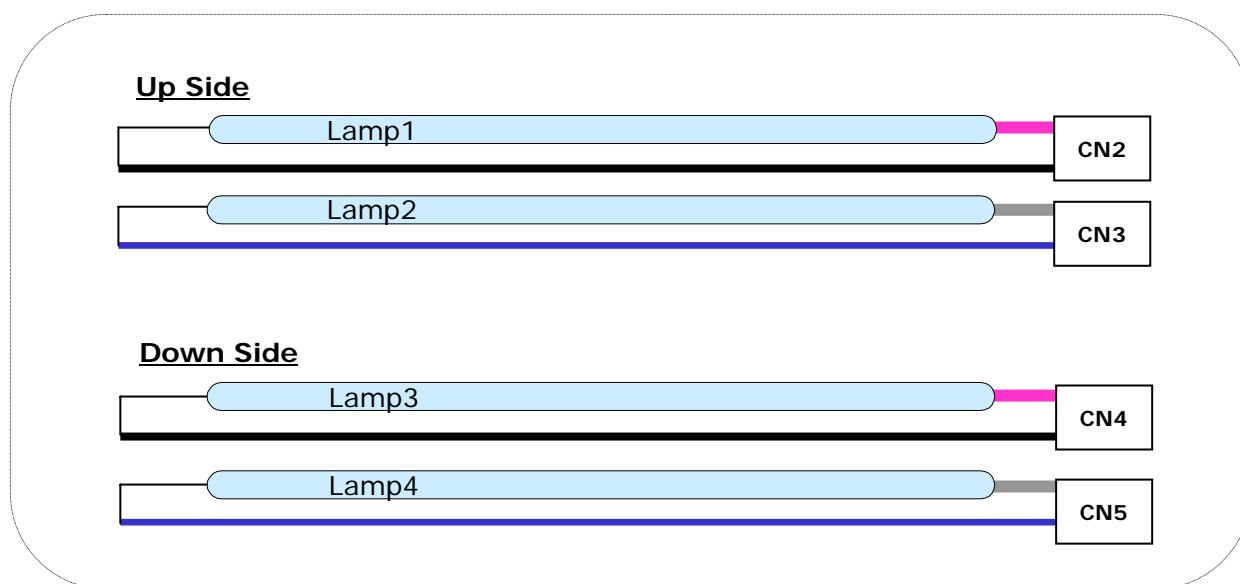 Up Side
Lamp1
CN2
Lamp2
CN3
Down Side
Lamp3
CN4
Lamp4
CN5